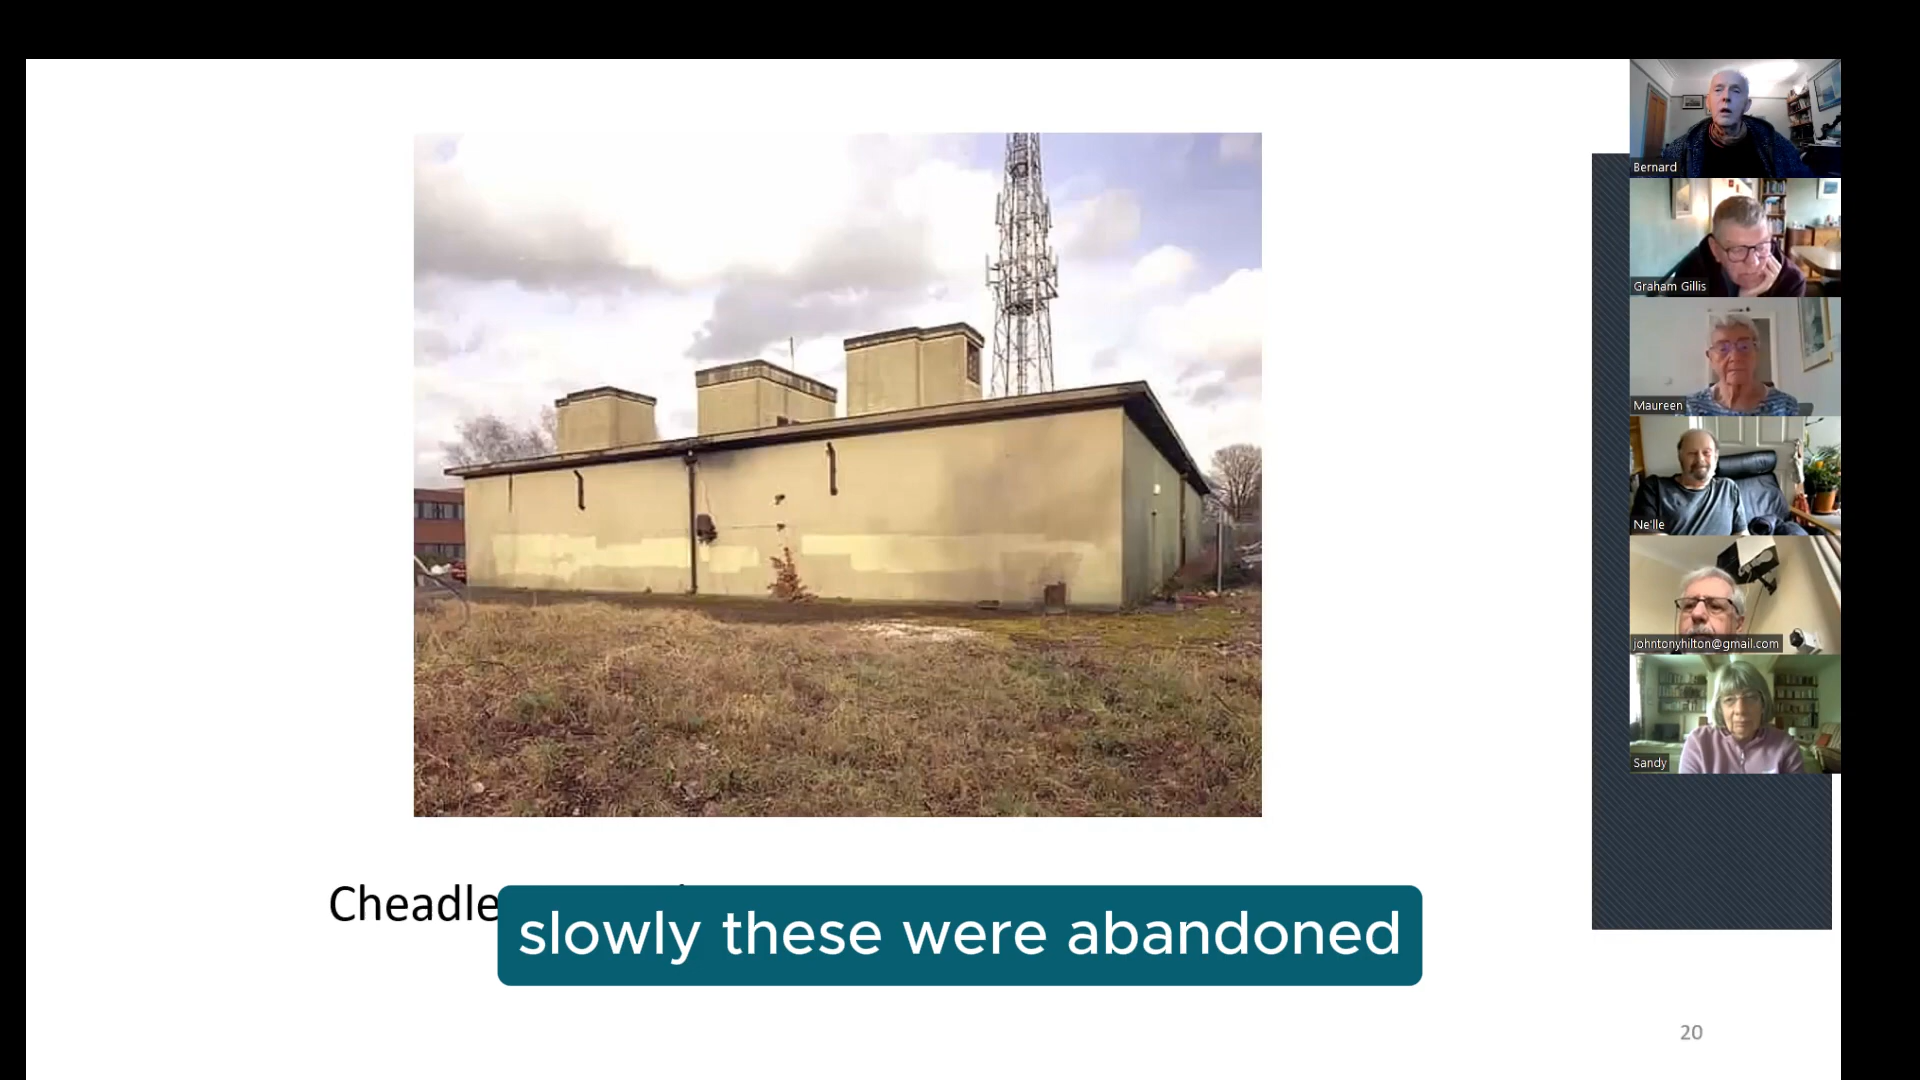 Bernard
Graham Gillis
Maureen
Ne'lle
johntonyhilton@gmail.com
Sandy
Cheadle
slowly these were abandoned
20